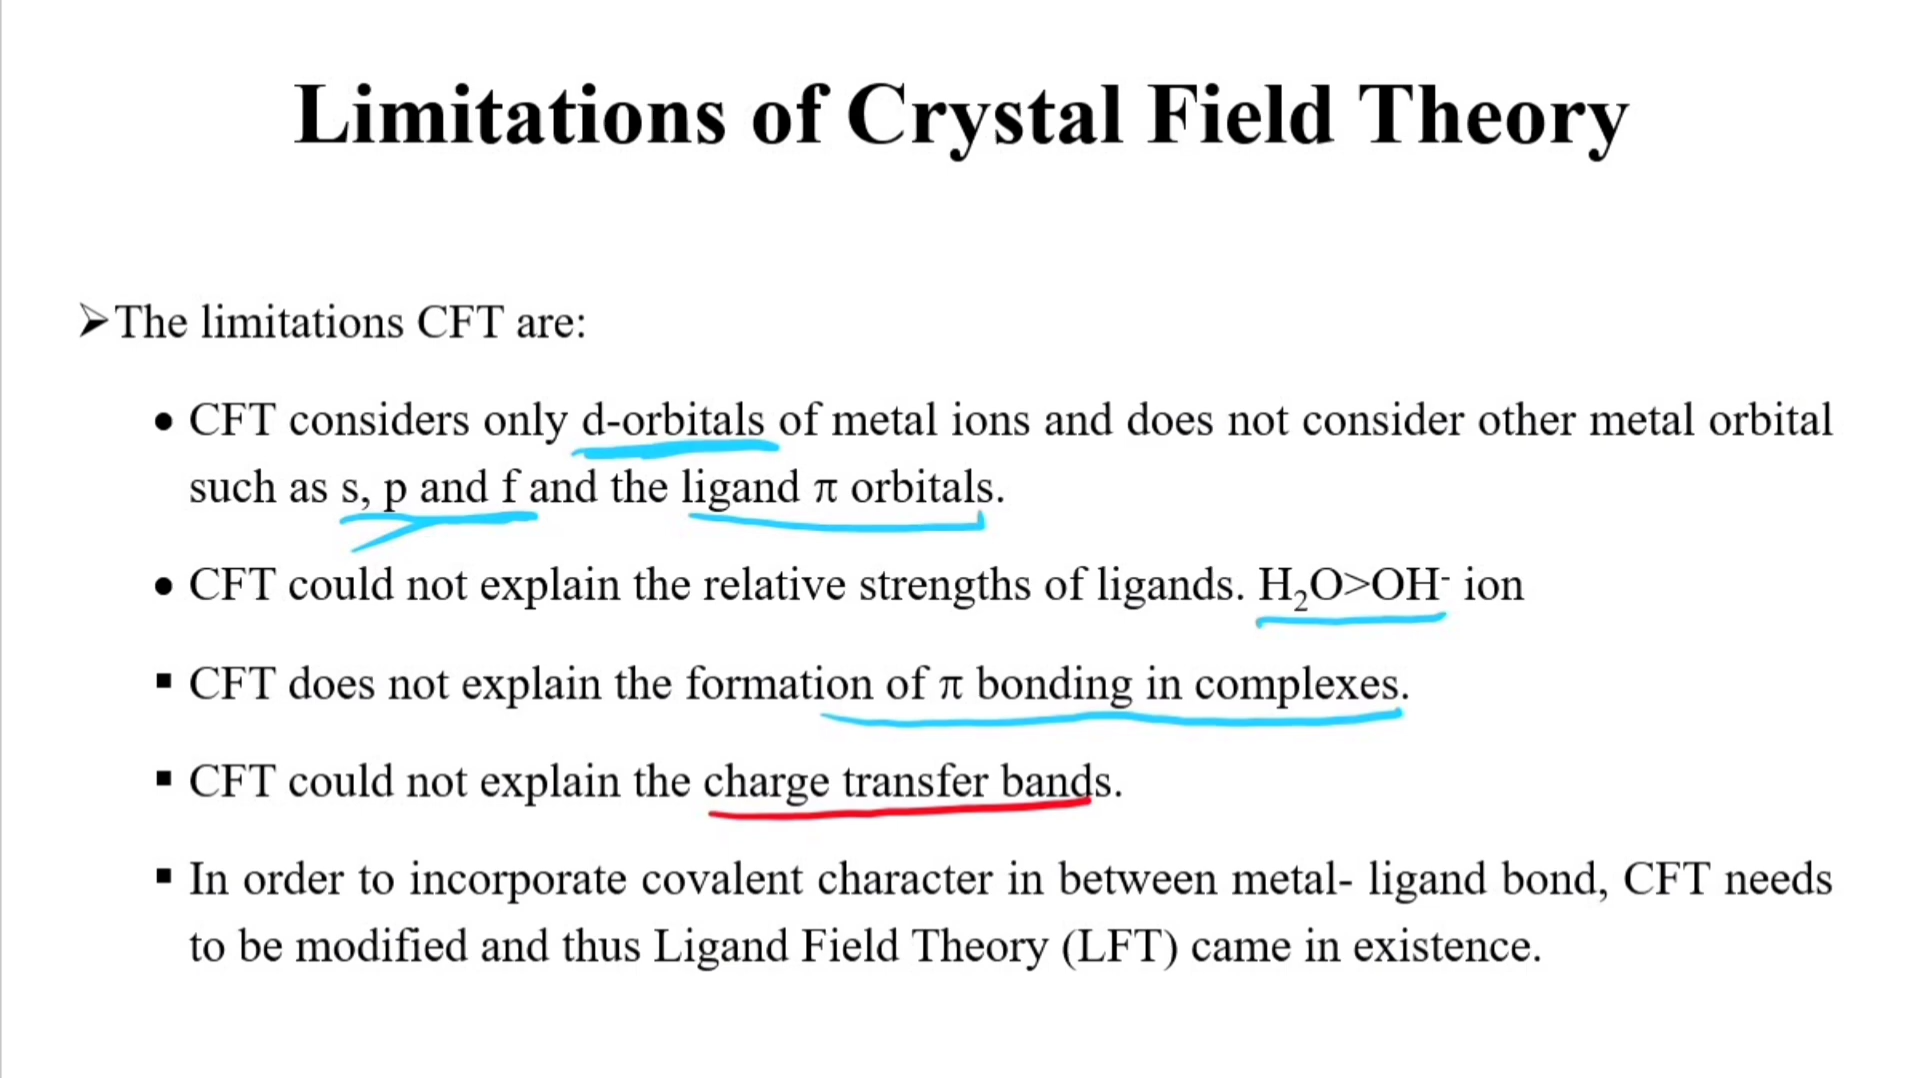 Limitations of Crystal Field Theory
➢The limitations CFT are:
• CFT considers only d-orbitals of metal ions and does not consider other metal orbital
such as s, p and f and the ligand π orbitals.
• CFT could not explain the relative strengths of ligands. H₂O>OH⁻ ion
▪ CFT does not explain the formation of π bonding in complexes.
▪ CFT could not explain the charge transfer bands.
▪ In order to incorporate covalent character in between metal- ligand bond, CFT needs
to be modified and thus Ligand Field Theory (LFT) came in existence.